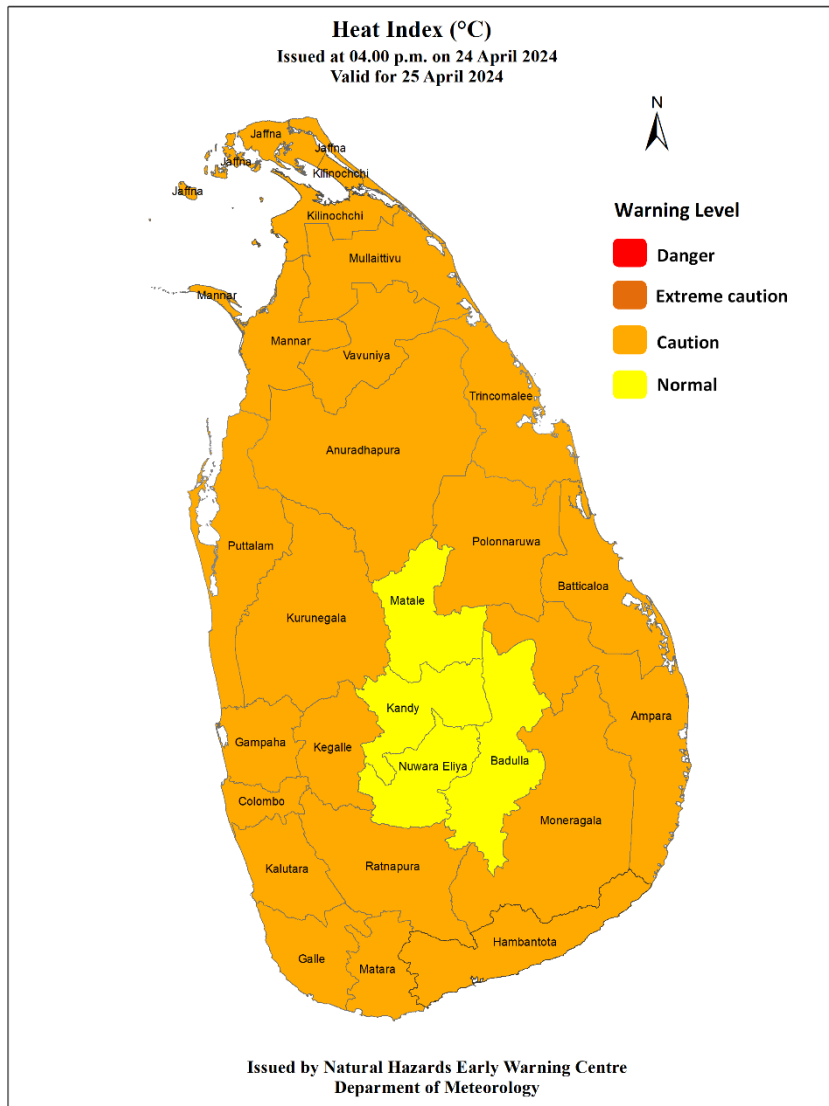 Heat Index (°C)
Issued at 04.00 p.m. on 24 April 2024
Valid for 25 April 2024
N
Warning Level
Danger
Extreme caution
Caution
Normal
Jaffna
Jaffna
Jaffna
Jaffna
Kilinochchi
Kilinochchi
Mullaittivu
Mannar
Mannar
Vavuniya
Trincomalee
Anuradhapura
Puttalam
Polonnaruwa
Batticaloa
Matale
Kurunegala
Kandy
Ampara
Gampaha
Kegalle
Nuwara Eliya
Badulla
Colombo
Moneragala
Kalutara
Ratnapura
Hambantota
Galle
Matara
Issued by Natural Hazards Early Warning Centre
Deparment of Meteorology